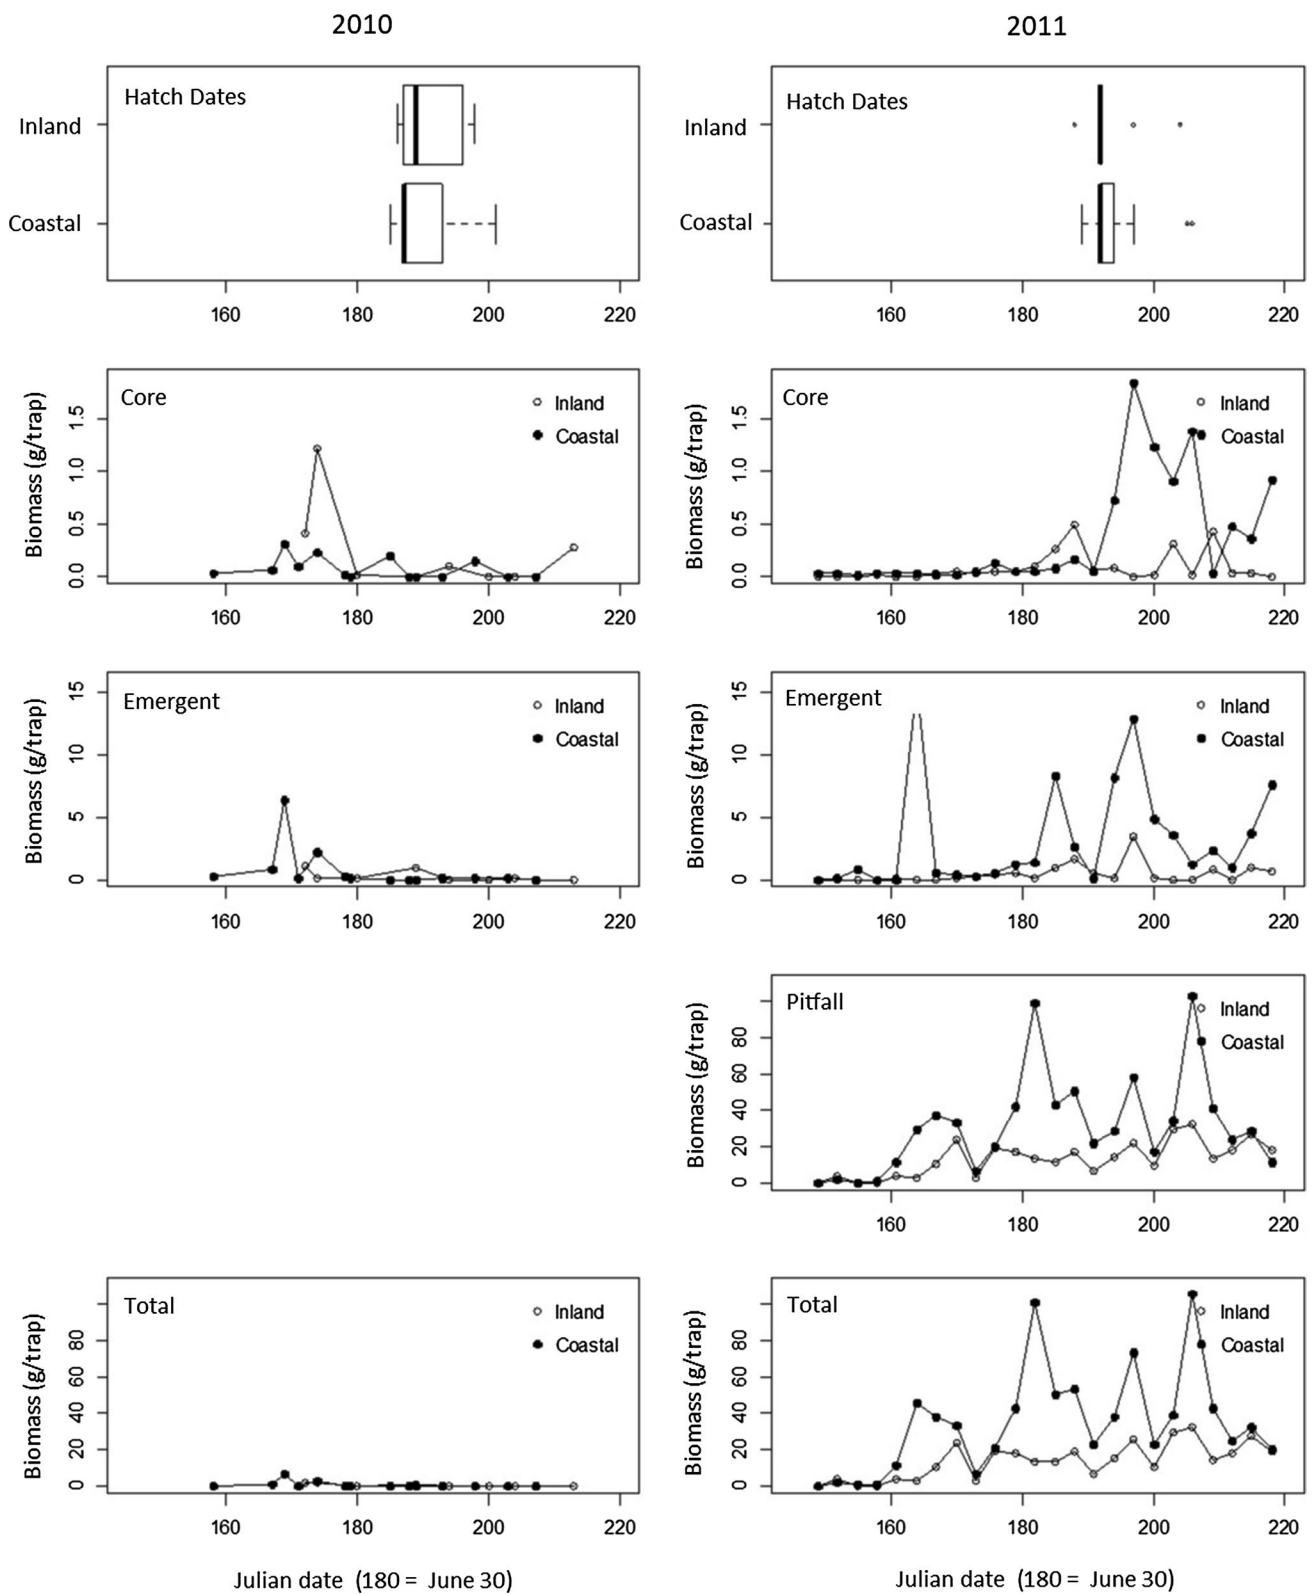 2010
2011
Hatch Dates
Inland
Coastal
160 180 200 220
Hatch Dates
Inland
Coastal
160 180 200 220
Core
Inland
Coastal
Biomass (g/trap)
1.5
1.0
0.5
0.0
160 180 200 220
Core
Inland
Coastal
Biomass (g/trap)
1.5
1.0
0.5
0.0
160 180 200 220
Emergent
Inland
Coastal
Biomass (g/trap)
15
10
5
0
160 180 200 220
Emergent
Inland
Coastal
Biomass (g/trap)
15
10
5
0
160 180 200 220
Pitfall
Inland
Coastal
Biomass (g/trap)
80
60
40
20
0
160 180 200 220
Total
Inland
Coastal
Biomass (g/trap)
80
60
40
20
0
160 180 200 220
Julian date (180 = June 30)
Total
Inland
Coastal
Biomass (g/trap)
80
60
40
20
0
160 180 200 220
Julian date (180 = June 30)